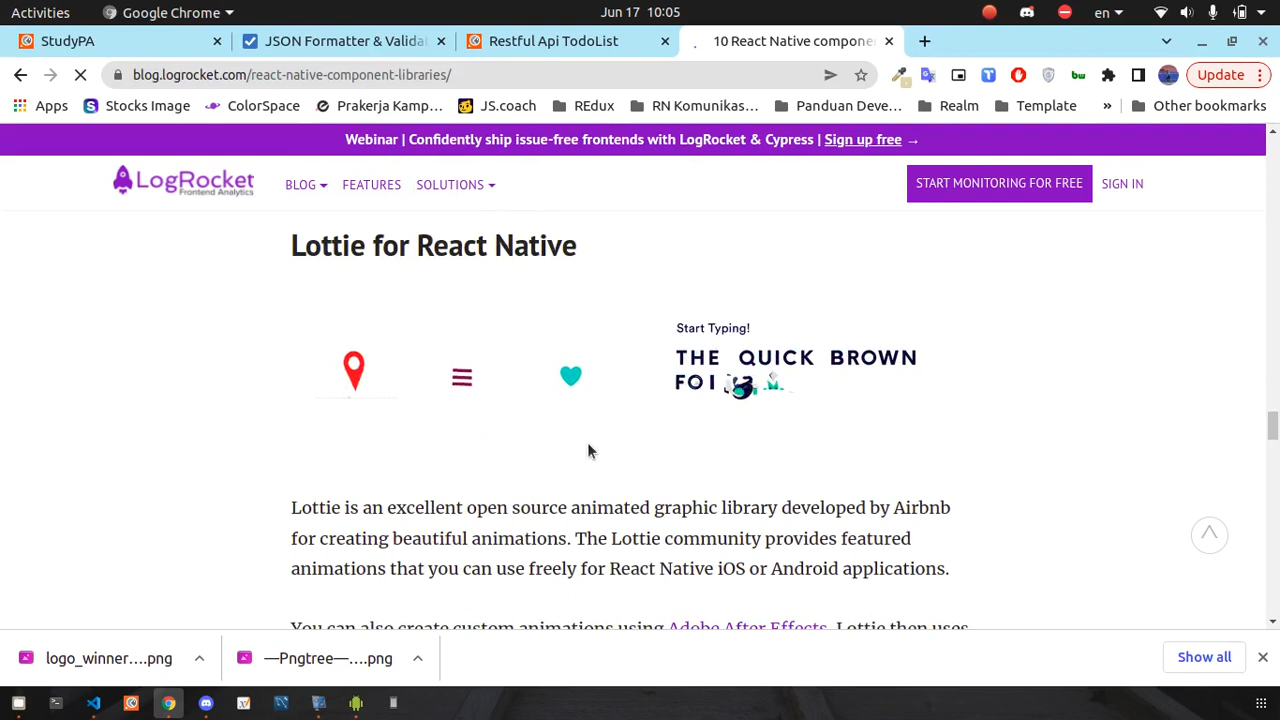 Activities Google Chrome Jun 17 10:05 en
StudyPA JSON Formatter & Valida Restful Api TodoList 10 React Native compone
blog.logrocket.com/react-native-component-libraries/ Update
Apps Stocks Image ColorSpace Prakerja Kamp... JS.coach REdux RN Komunikas... Panduan Deve... Realm Template » Other bookmarks
Webinar | Confidently ship issue-free frontends with LogRocket & Cypress | Sign up free →
LogRocket BLOG FEATURES SOLUTIONS START MONITORING FOR FREE SIGN IN
Frontend Analytics
Lottie for React Native
Start Typing!
THE QUICK BROWN
FO
Lottie is an excellent open source animated graphic library developed by Airbnb
for creating beautiful animations. The Lottie community provides featured
animations that you can use freely for React Native iOS or Android applications.
You can also create custom animations using Adobe After Effects. Lottie then uses
logo_winner....png —Pngtree—....png Show all